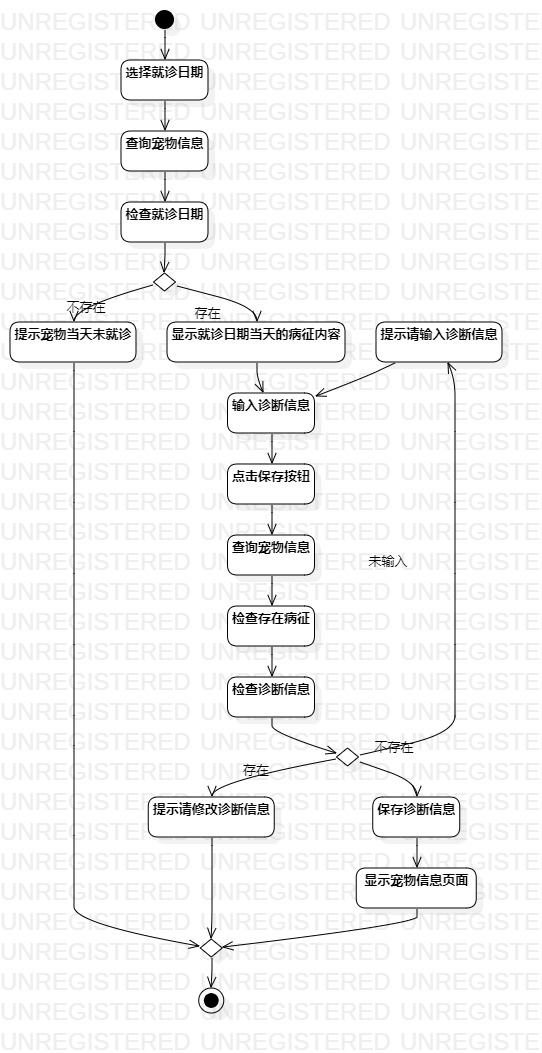 选择就诊日期
查询宠物信息
检查就诊日期
不存在
存在
提示宠物当天未就诊
显示就诊日期当天的病征内容
提示请输入诊断信息
输入诊断信息
点击保存按钮
查询宠物信息
未输入
检查存在病征
检查诊断信息
不存在
存在
提示请修改诊断信息
保存诊断信息
显示宠物信息页面
UNREGISTERED